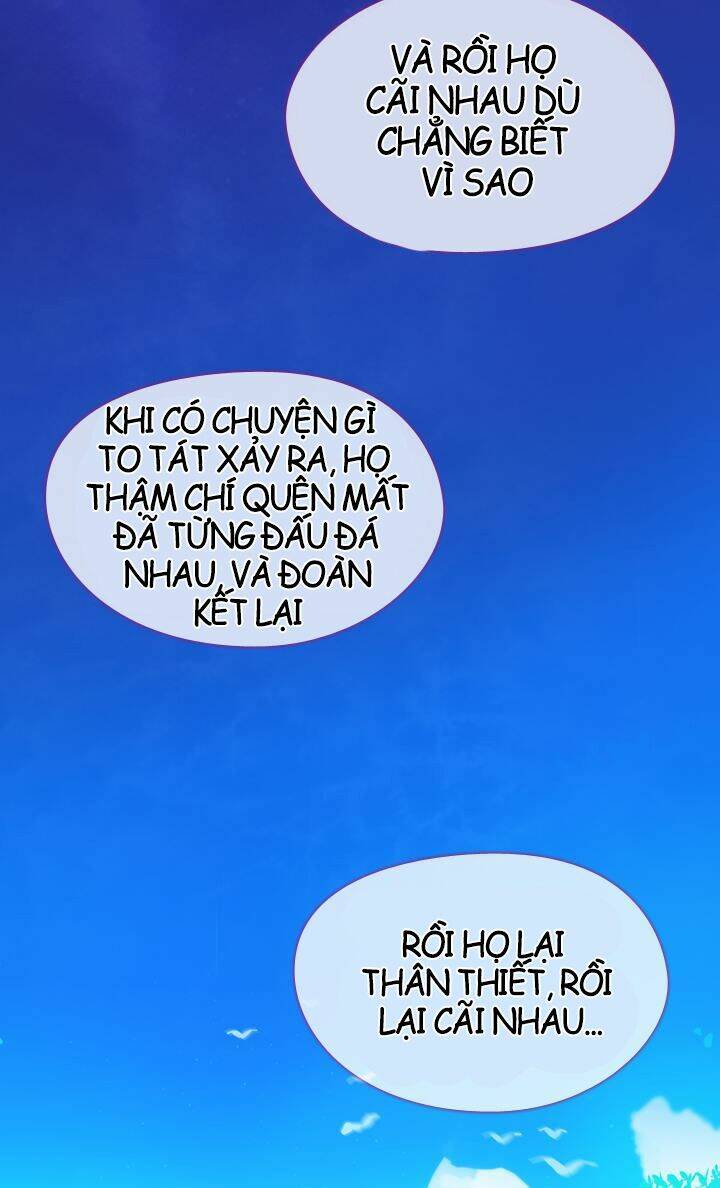 VÀ RỒI HỌ
CÃI NHAU DÙ
CHẲNG BIẾT
VÌ SAO
KHI CÓ CHUYỆN GÌ
TO TÁT XẢY RA, HỌ
THẬM CHÍ QUÊN MẤT
ĐÃ TỪNG ĐẤU ĐÁ
NHAU, VÀ ĐOÀN
KẾT LẠI
RỒI HỌ LẠI
THÂN THIẾT, RỒI
LẠI CÃI NHAU...